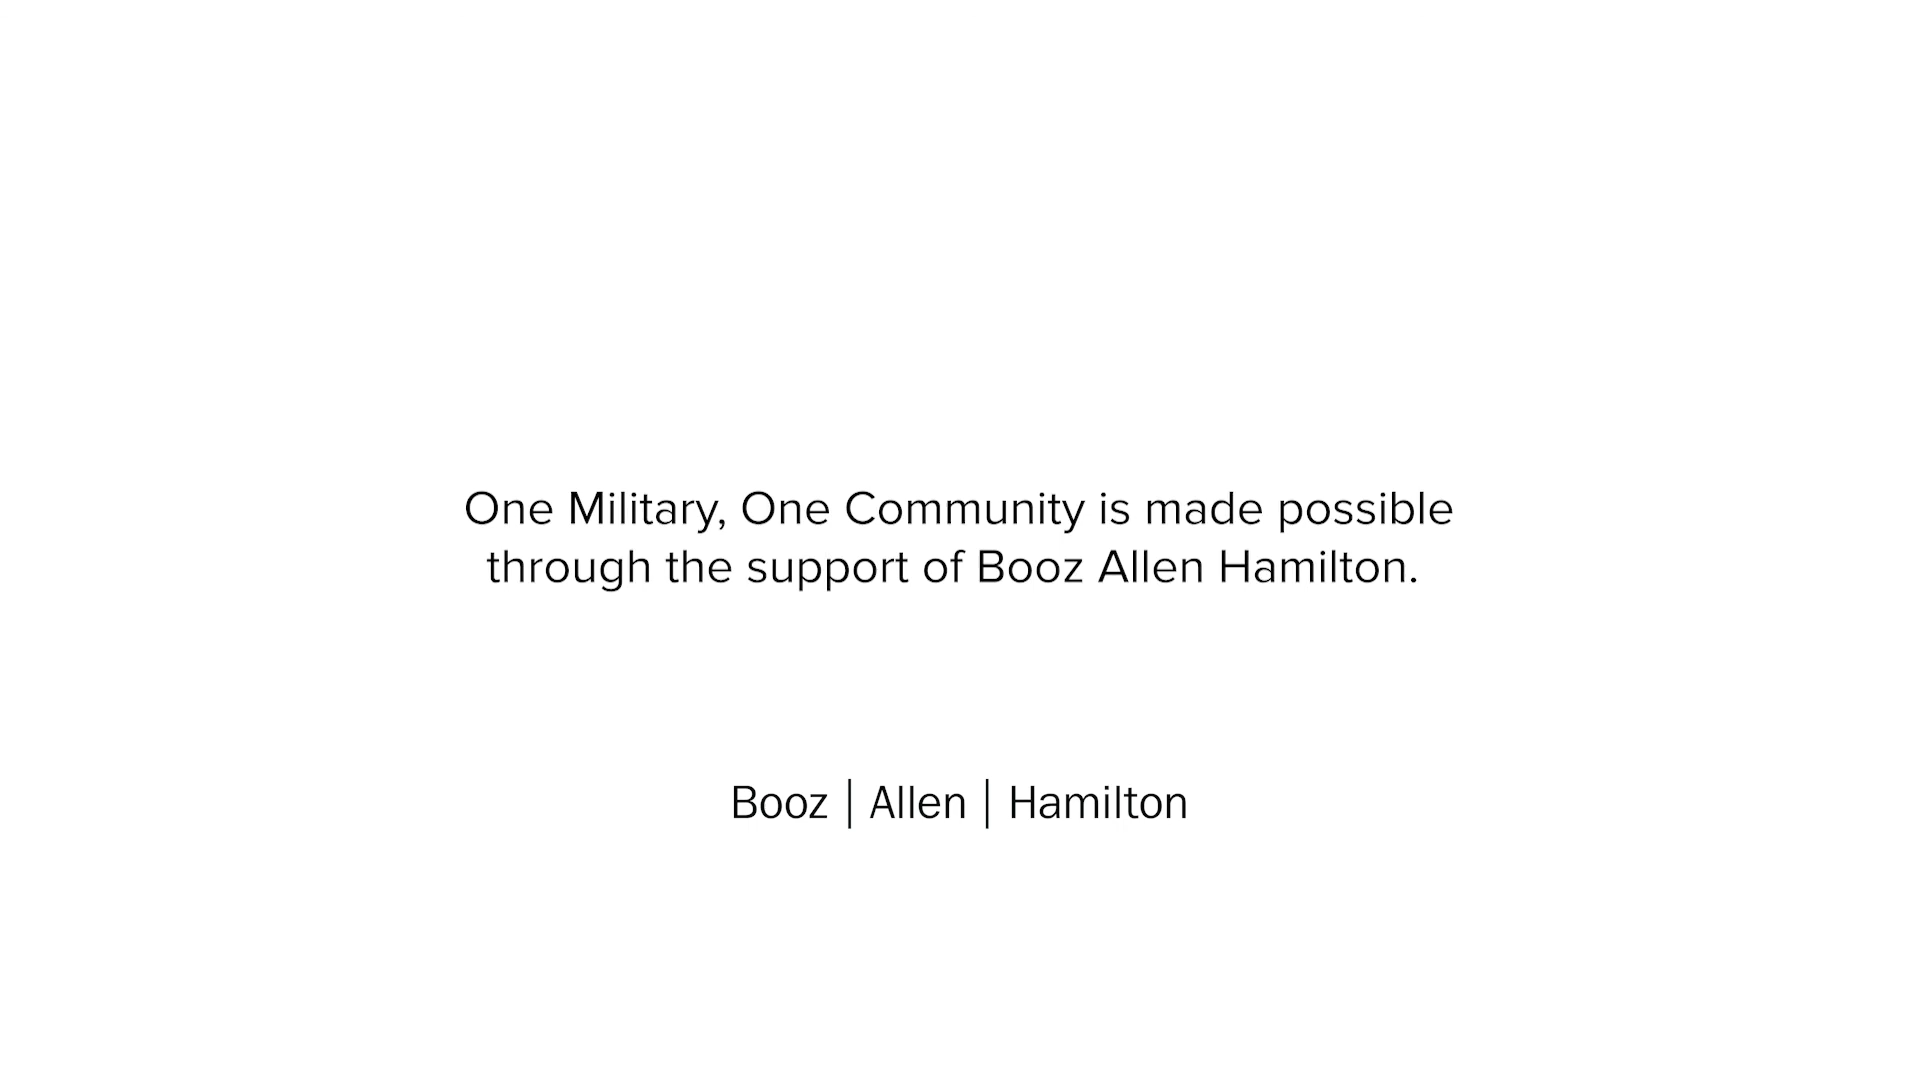 One Military, One Community is made possible
through the support of Booz Allen Hamilton.
Booz | Allen | Hamilton